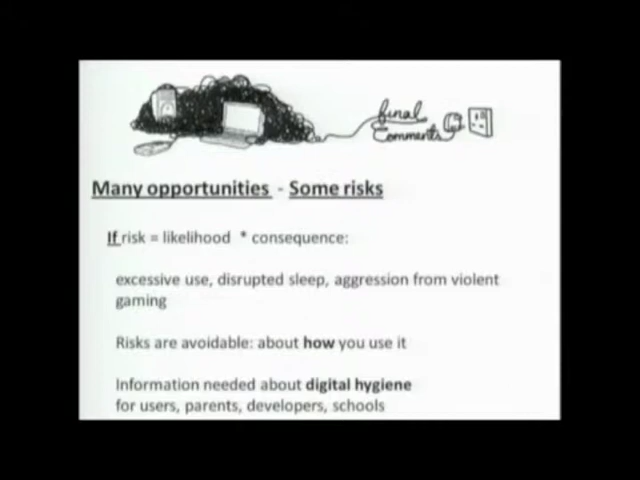 final
Comments
Many opportunities - Some risks
If risk = likelihood * consequence:
excessive use, disrupted sleep, aggression from violent
gaming
Risks are avoidable: about how you use it
Information needed about digital hygiene
for users, parents, developers, schools